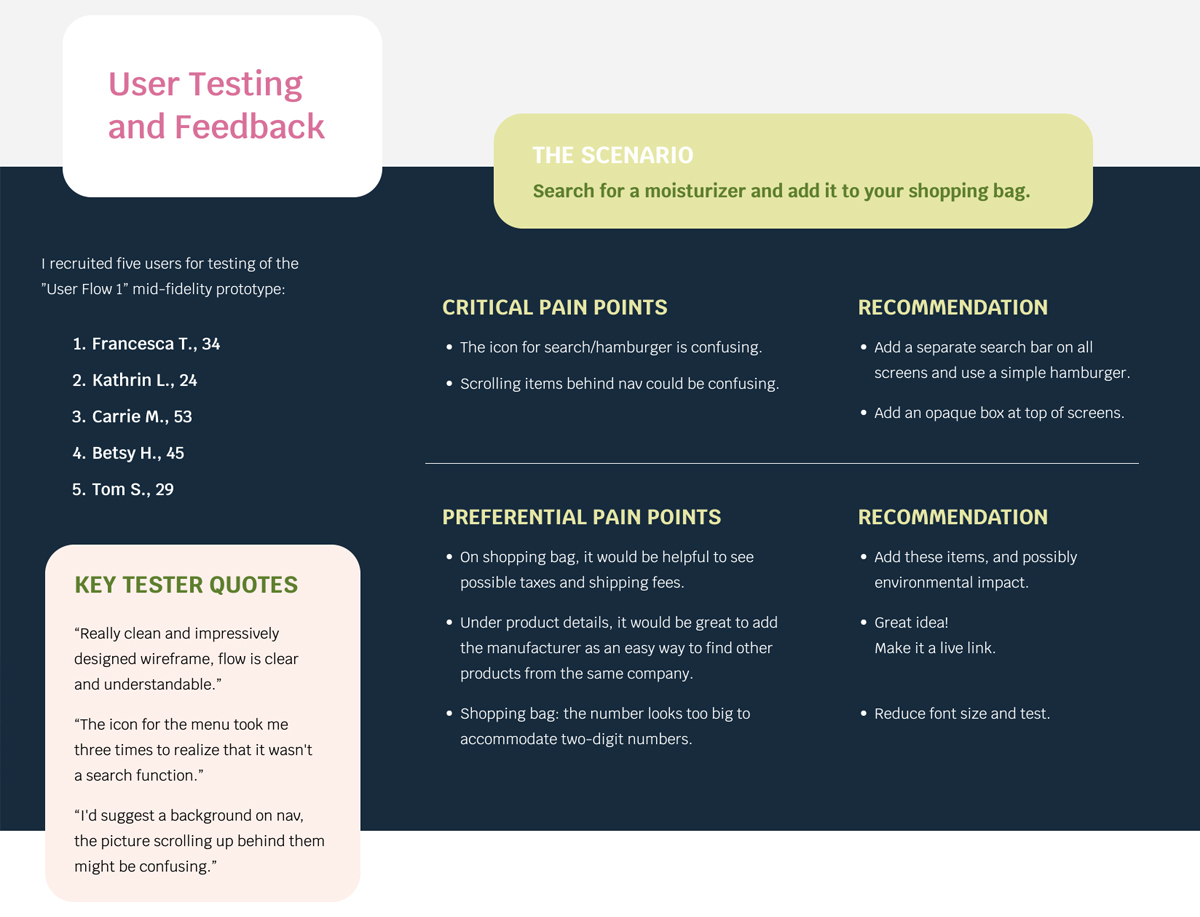 User Testing
and Feedback
THE SCENARIO
Search for a moisturizer and add it to your shopping bag.
I recruited five users for testing of the
”User Flow 1” mid-fidelity prototype:
1. Francesca T., 34
2. Kathrin L., 24
3. Carrie M., 53
4. Betsy H., 45
5. Tom S., 29
KEY TESTER QUOTES
“Really clean and impressively
designed wireframe, flow is clear
and understandable.”
“The icon for the menu took me
three times to realize that it wasn't
a search function.”
“I'd suggest a background on nav,
the picture scrolling up behind them
might be confusing.”
CRITICAL PAIN POINTS
• The icon for search/hamburger is confusing.
• Scrolling items behind nav could be confusing.
RECOMMENDATION
• Add a separate search bar on all
screens and use a simple hamburger.
• Add an opaque box at top of screens.
PREFERENTIAL PAIN POINTS
• On shopping bag, it would be helpful to see
possible taxes and shipping fees.
• Under product details, it would be great to add
the manufacturer as an easy way to find other
products from the same company.
• Shopping bag: the number looks too big to
accommodate two-digit numbers.
RECOMMENDATION
• Add these items, and possibly
environmental impact.
• Great idea!
Make it a live link.
• Reduce font size and test.